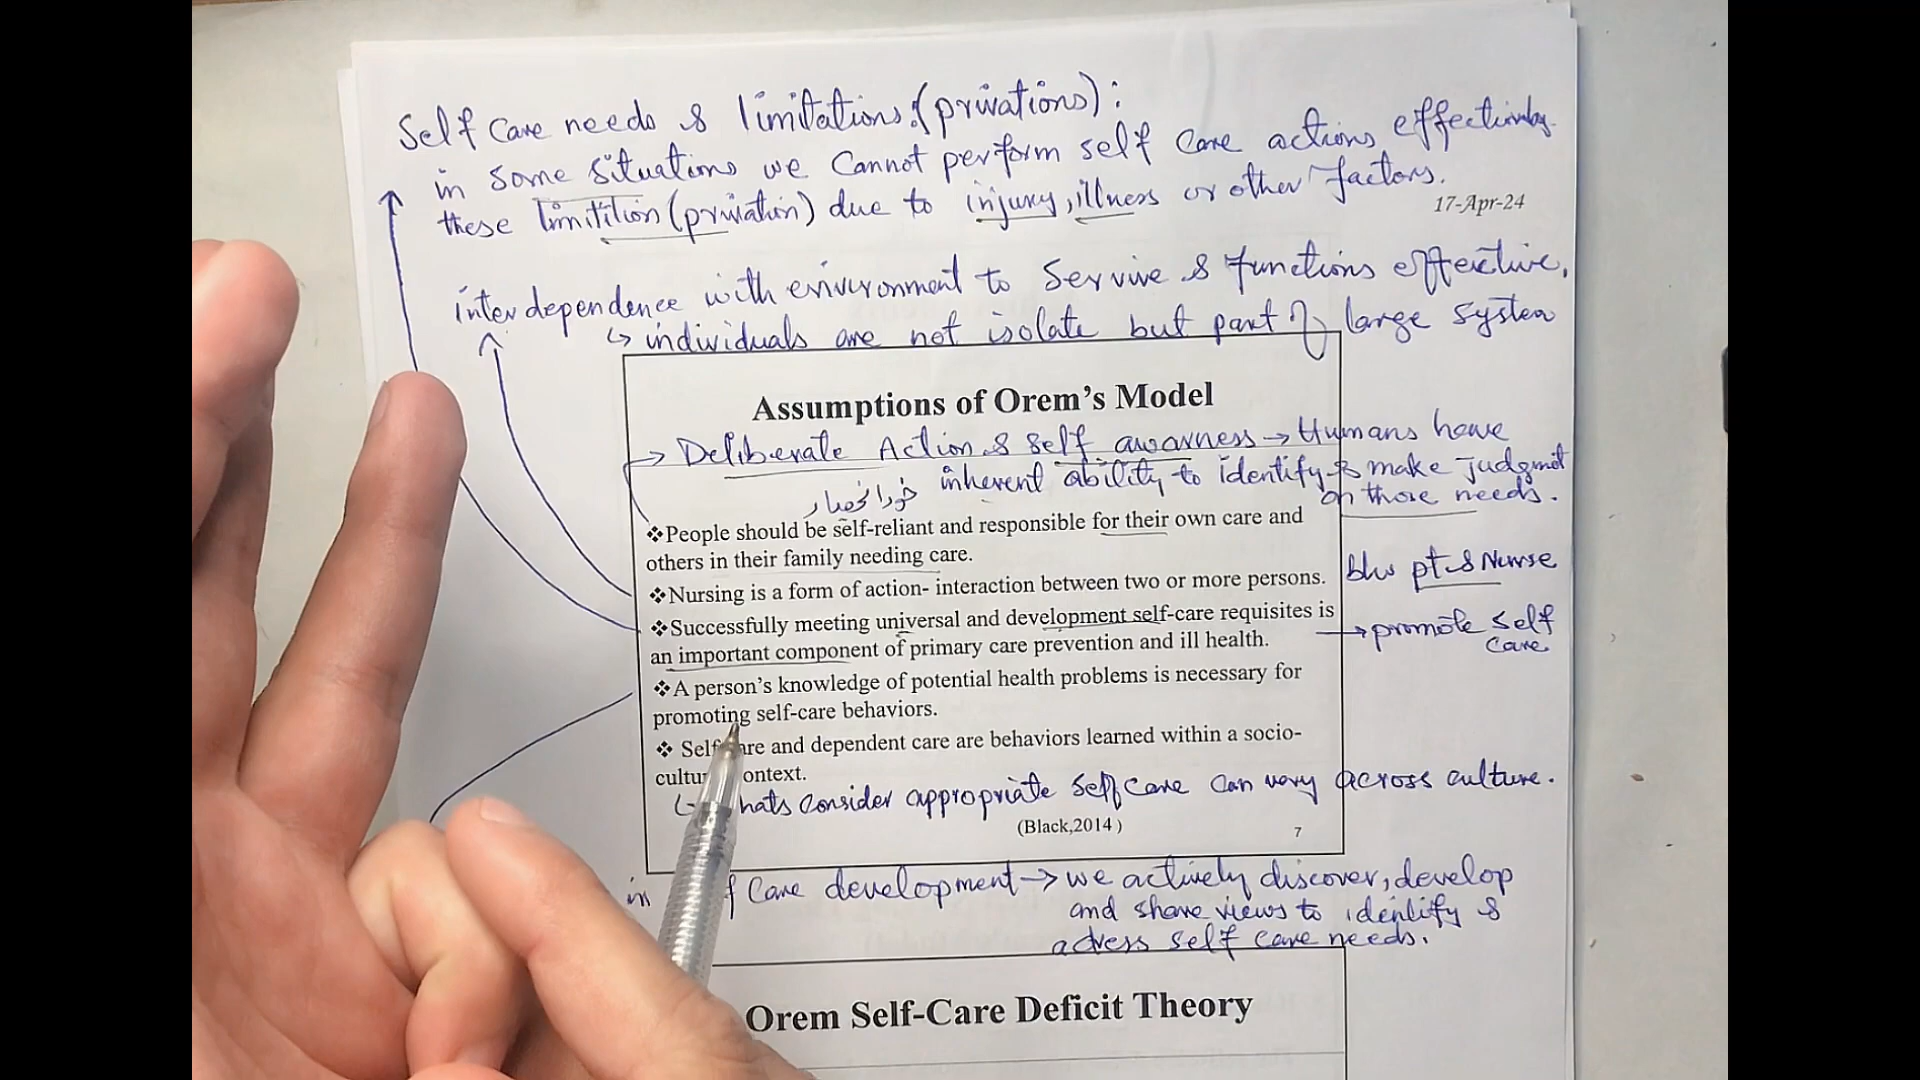 Self Care needs & limitations:(privations):
in some situations we cannot perform self care actions effectively.
these limitition (privation) due to injury, illness or other factors.
17-Apr-24
inter dependence with environment to Servive & functions effective.
↳ individuals are not isolate but part of large system
Assumptions of Orem's Model
→ Deliberate Action & self awarness → Humans have
inherent ability to identify & make judgmnt
on those needs.
خود انحصار
❖People should be self-reliant and responsible for their own care and
others in their family needing care.
❖Nursing is a form of action- interaction between two or more persons.
b/w pt & Nurse
❖Successfully meeting universal and development self-care requisites is
an important component of primary care prevention and ill health.
→ promote self
care
❖A person's knowledge of potential health problems is necessary for
promoting self-care behaviors.
❖ Self care and dependent care are behaviors learned within a socio-
ontext.
hats consider appropriate self care can vary across culture.
(Black,2014 )
7
in Care development → we actively discover, develop
and share views to identify &
adress self care needs.
Orem Self-Care Deficit Theory